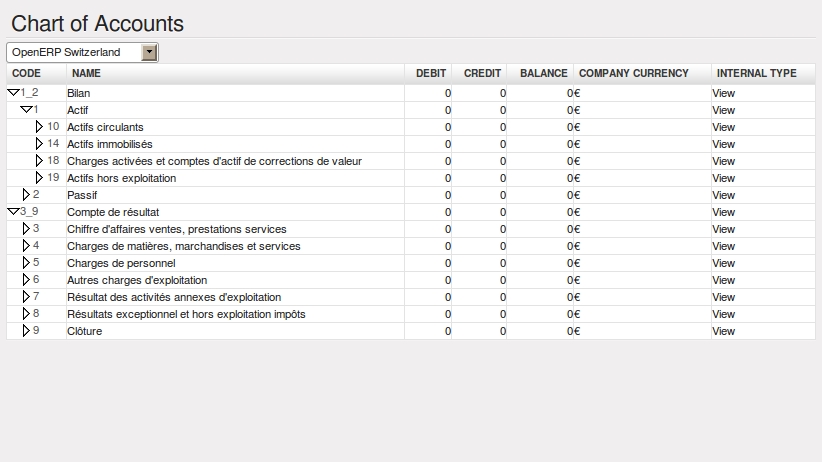 Chart of Accounts
OpenERP Switzerland
CODE NAME DEBIT CREDIT BALANCE COMPANY CURRENCY INTERNAL TYPE
1_2 Bilan 0 0 0 € View
1 Actif 0 0 0 € View
10 Actifs circulants 0 0 0 € View
14 Actifs immobilisés 0 0 0 € View
18 Charges activées et comptes d'actif de corrections de valeur 0 0 0 € View
19 Actifs hors exploitation 0 0 0 € View
2 Passif 0 0 0 € View
3_9 Compte de résultat 0 0 0 € View
3 Chiffre d'affaires ventes, prestations services 0 0 0 € View
4 Charges de matières, marchandises et services 0 0 0 € View
5 Charges de personnel 0 0 0 € View
6 Autres charges d'exploitation 0 0 0 € View
7 Résultat des activités annexes d'exploitation 0 0 0 € View
8 Résultats exceptionnel et hors exploitation impôts 0 0 0 € View
9 Clôture 0 0 0 € View